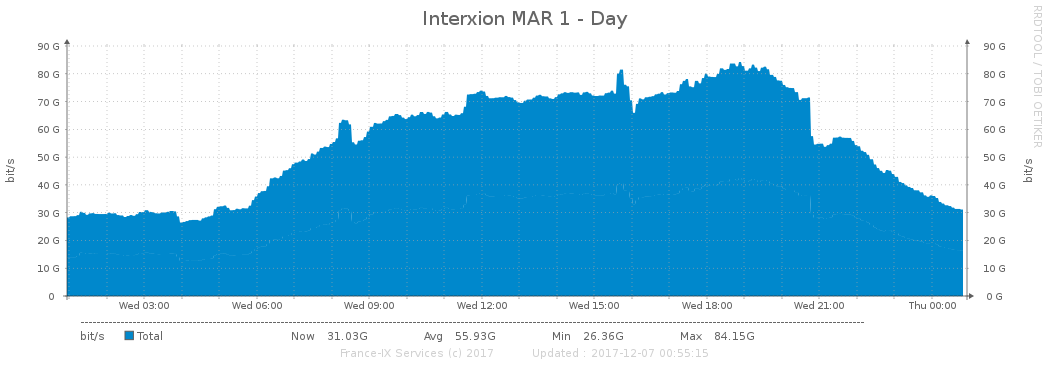 Interxion MAR 1 - Day
RRDTOOL / TOBI OETIKER
90 G 90 G
80 G 80 G
70 G 70 G
60 G 60 G
50 G 50 G
40 G 40 G
30 G 30 G
20 G 20 G
10 G 10 G
0 0 G
bit/s bit/s
Wed 03:00 Wed 06:00 Wed 09:00 Wed 12:00 Wed 15:00 Wed 18:00 Wed 21:00 Thu 00:00
bit/s Total Now 31.03G Avg 55.93G Min 26.36G Max 84.15G
France-IX Services (c) 2017 Updated : 2017-12-07 00:55:15